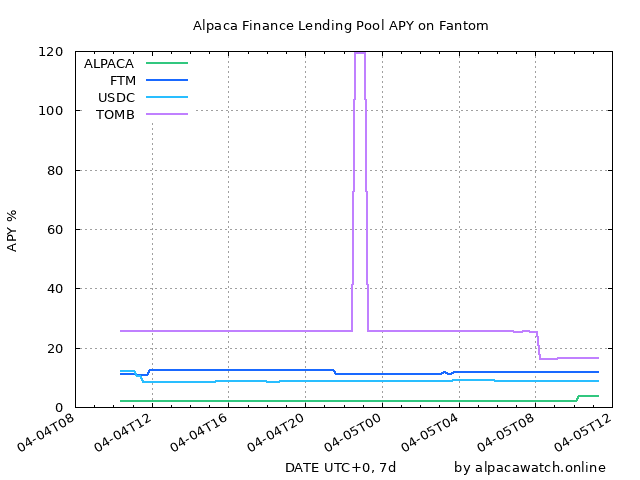 Alpaca Finance Lending Pool APY on Fantom
120
100
80
60
40
20
0
APY %
ALPACA
FTM
USDC
TOMB
04-04T08
04-04T12
04-04T16
04-04T20
04-05T00
04-05T04
04-05T08
04-05T12
DATE UTC+0, 7d
by alpacawatch.online